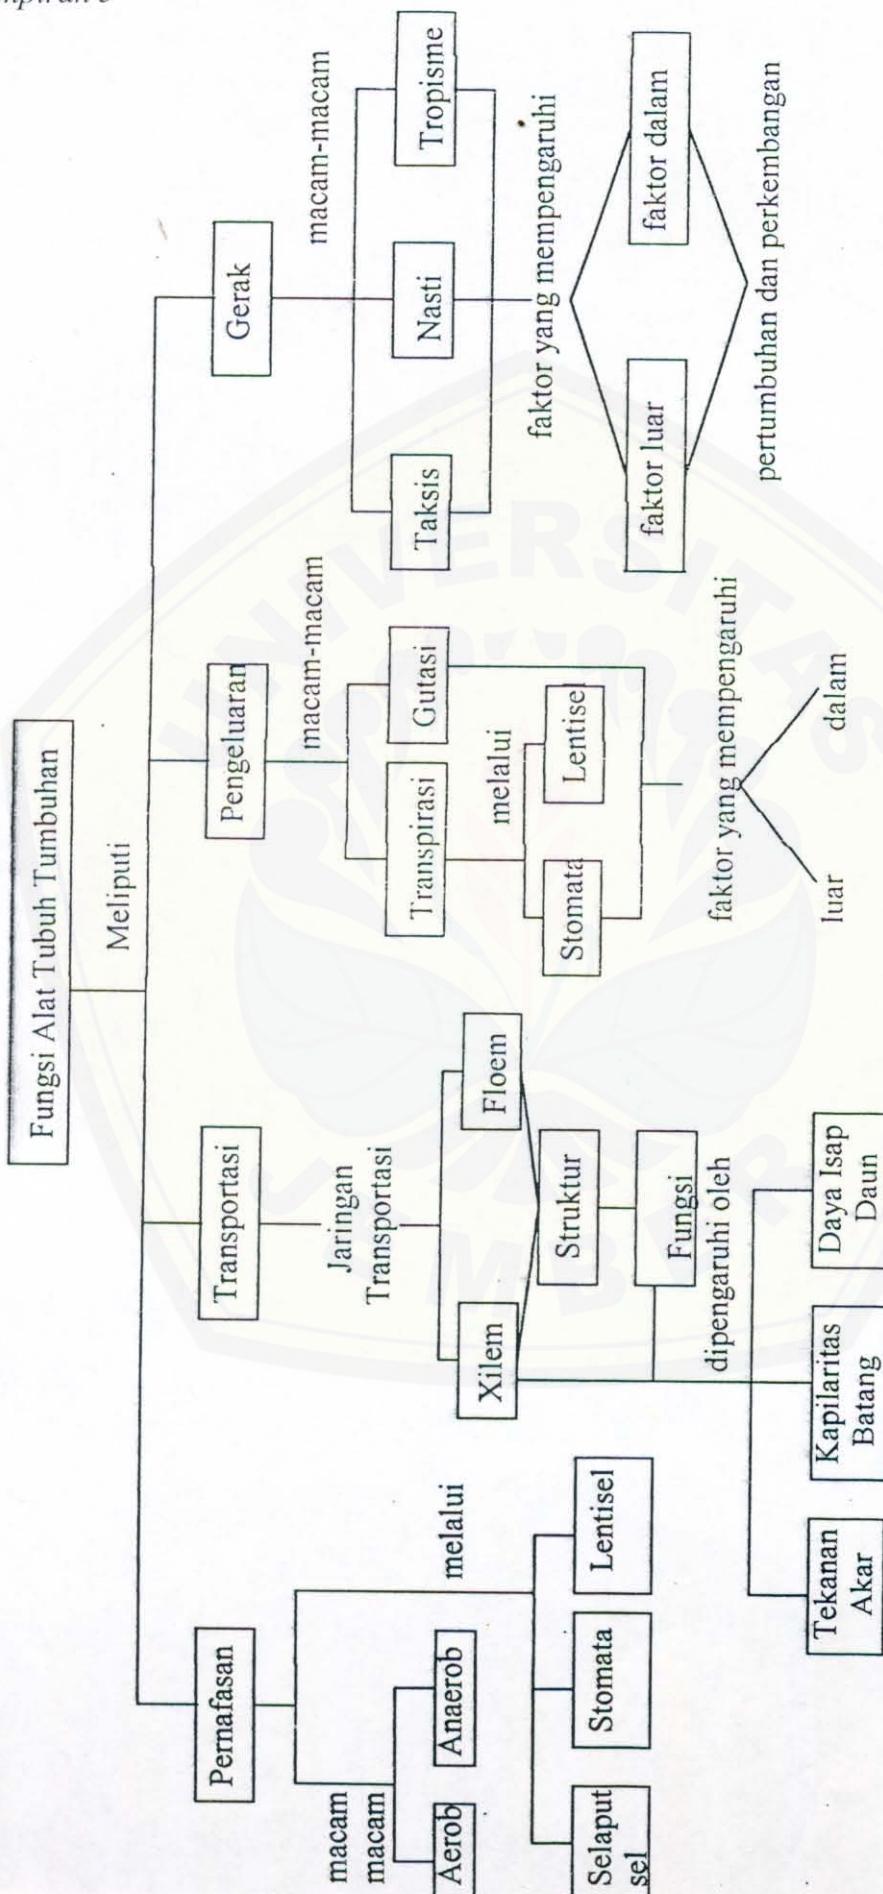 Fungsi Alat Tubuh Tumbuhan
Meliputi
Pernafasan
macam
macam
Aerob
Anaerob
melalui
Selaput
sel
Stomata
Lentisel
Transportasi
Jaringan
Transportasi
Xilem
Floem
Struktur
Fungsi
dipengaruhi oleh
Tekanan
Akar
Kapilaritas
Batang
Daya Isap
Daun
Pengeluaran
macam-macam
Transpirasi
Gutasi
melalui
Stomata
Lentisel
faktor yang mempengaruhi
luar
dalam
Gerak
macam-macam
Taksis
Nasti
Tropisme
faktor yang mempengaruhi
faktor luar
faktor dalam
pertumbuhan dan perkembangan
UNIVERSITAS
JEMBER